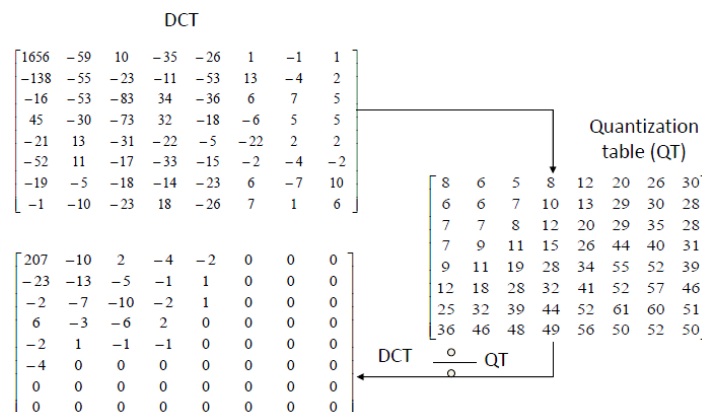 DCT
1656 −59 10 −35 −26 1 −1 1
−138 −55 −23 −11 −53 13 −4 2
−16 −53 −83 34 −36 6 7 5
45 −30 −73 32 −18 −6 5 5
−21 13 −31 −22 −5 −22 2 2
−52 11 −17 −33 −15 −2 −4 −2
−19 −5 −18 −14 −23 6 −7 10
−1 −10 −23 18 −26 7 1 6
Quantization
table (QT)
8 6 5 8 12 20 26 30
6 6 7 10 13 29 30 28
7 7 8 12 20 29 35 28
7 9 11 15 26 44 40 31
9 11 19 28 34 55 52 39
12 18 28 32 41 52 57 46
25 32 39 44 52 61 60 51
36 46 48 49 56 50 52 50
207 −10 2 −4 −2 0 0 0
−23 −13 −5 −1 1 0 0 0
−2 −7 −10 −2 1 0 0 0
6 −3 −6 2 0 0 0 0
−2 1 −1 −1 0 0 0 0
−4 0 0 0 0 0 0 0
0 0 0 0 0 0 0 0
0 0 0 0 0 0 0 0
DCT ÷ QT